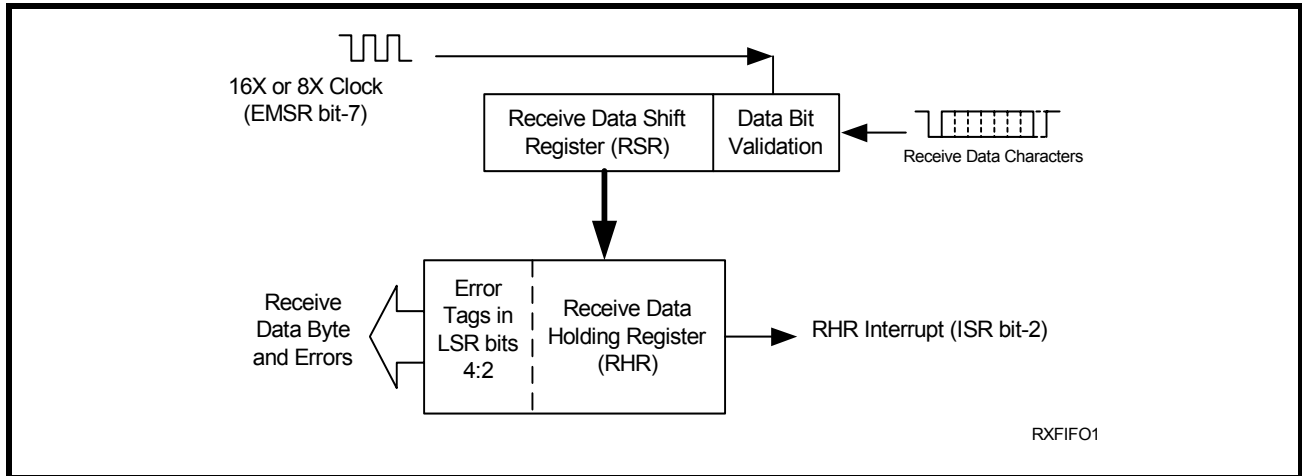 16X or 8X Clock
(EMSR bit-7)
Receive Data Shift
Register (RSR)
Data Bit
Validation
Receive Data Characters
Receive
Data Byte
and Errors
Error
Tags in
LSR bits
4:2
Receive Data
Holding Register
(RHR)
RHR Interrupt (ISR bit-2)
RXFIFO1